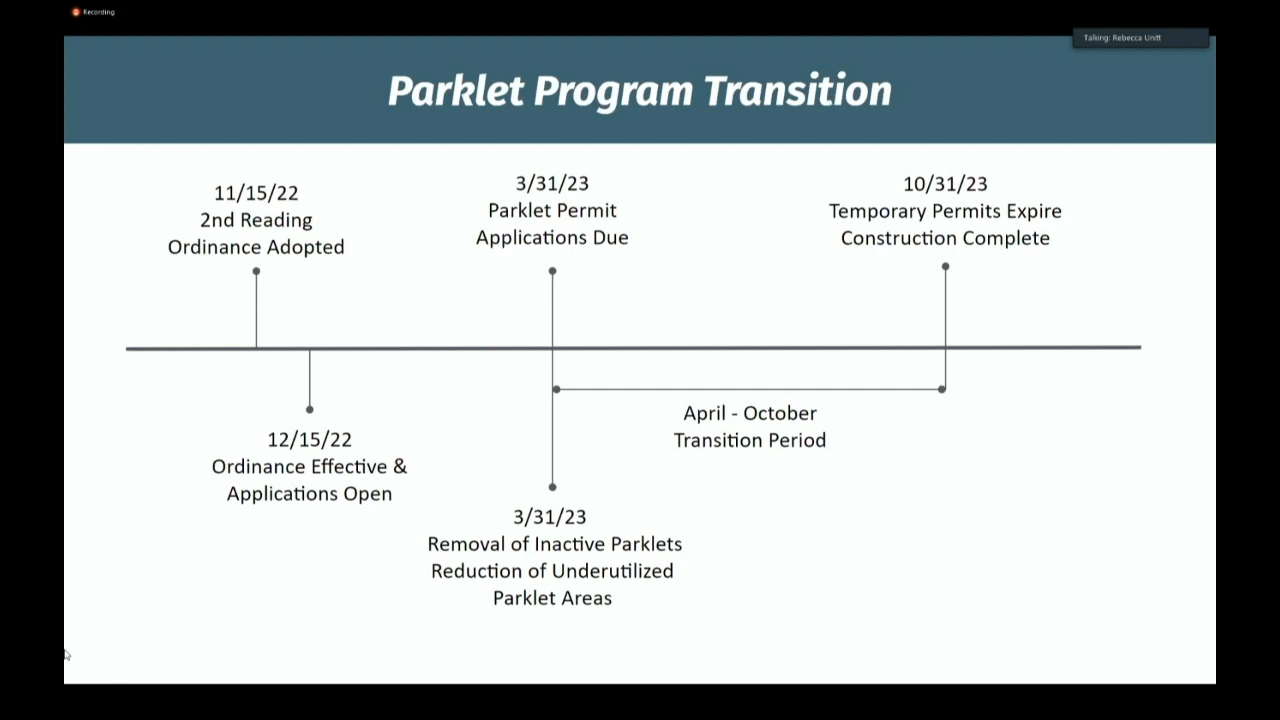 Recording
Talking: Rebecca Unitt
Parklet Program Transition
11/15/22
2nd Reading
Ordinance Adopted
3/31/23
Parklet Permit
Applications Due
10/31/23
Temporary Permits Expire
Construction Complete
12/15/22
Ordinance Effective &
Applications Open
April - October
Transition Period
3/31/23
Removal of Inactive Parklets
Reduction of Underutilized
Parklet Areas